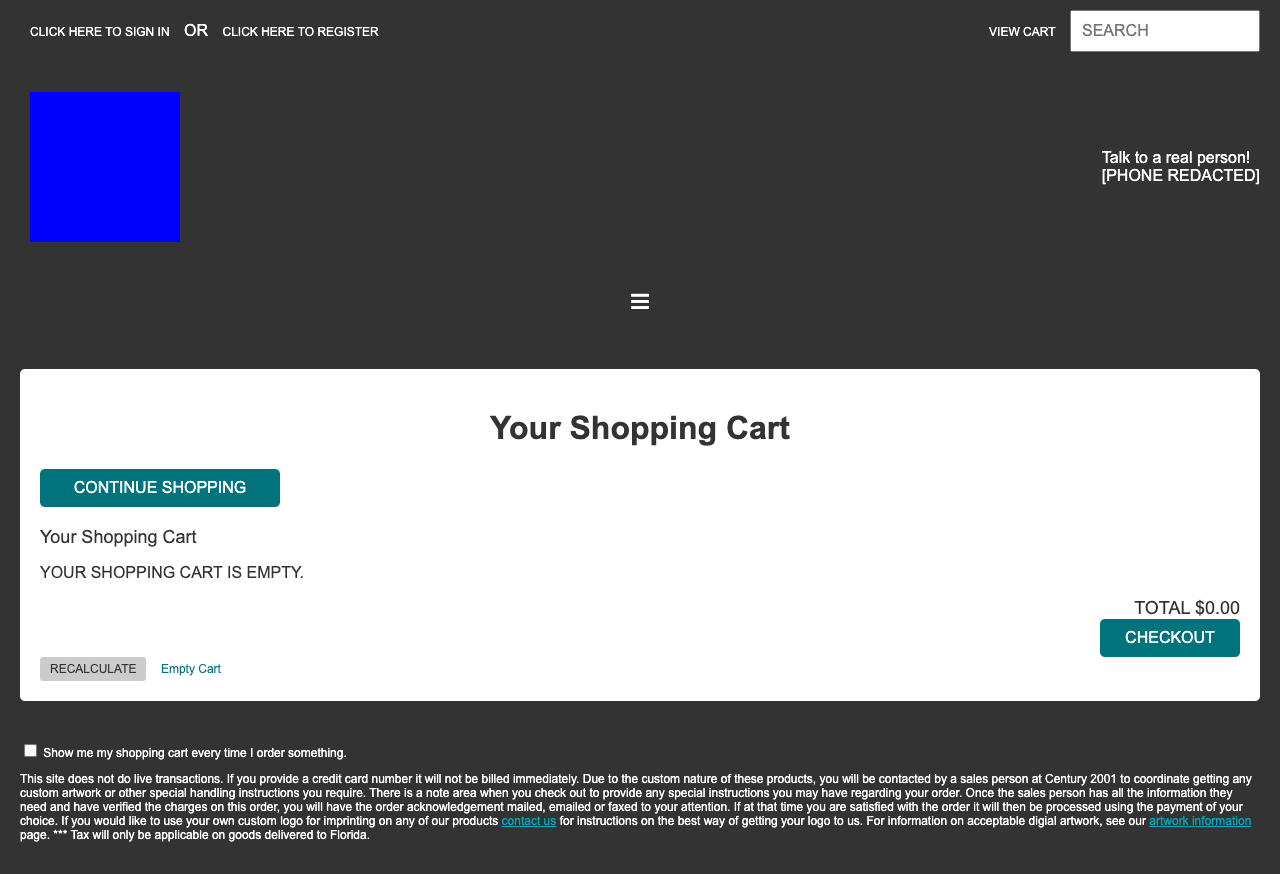 CLICK HERE TO SIGN IN OR CLICK HERE TO REGISTER VIEW CART SEARCH
Talk to a real person!
[PHONE REDACTED]
Your Shopping Cart
CONTINUE SHOPPING
Your Shopping Cart
YOUR SHOPPING CART IS EMPTY.
TOTAL $0.00
CHECKOUT
RECALCULATE Empty Cart
Show me my shopping cart every time I order something.
This site does not do live transactions. If you provide a credit card number it will not be billed immediately. Due to the custom nature of these products, you will be contacted by a sales person at Century 2001 to coordinate getting any
custom artwork or other special handling instructions you require. There is a note area when you check out to provide any special instructions you may have regarding your order. Once the sales person has all the information they
need and have verified the charges on this order, you will have the order acknowledgement mailed, emailed or faxed to your attention. If at that time you are satisfied with the order it will then be processed using the payment of your
choice. If you would like to use your own custom logo for imprinting on any of our products contact us for instructions on the best way of getting your logo to us. For information on acceptable digial artwork, see our artwork information
page. *** Tax will only be applicable on goods delivered to Florida.